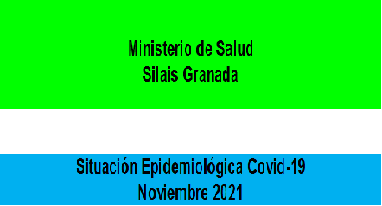 Ministerio de Salud
Silais Granada
Situación Epidemiológica Covid-19
Noviembre 2021